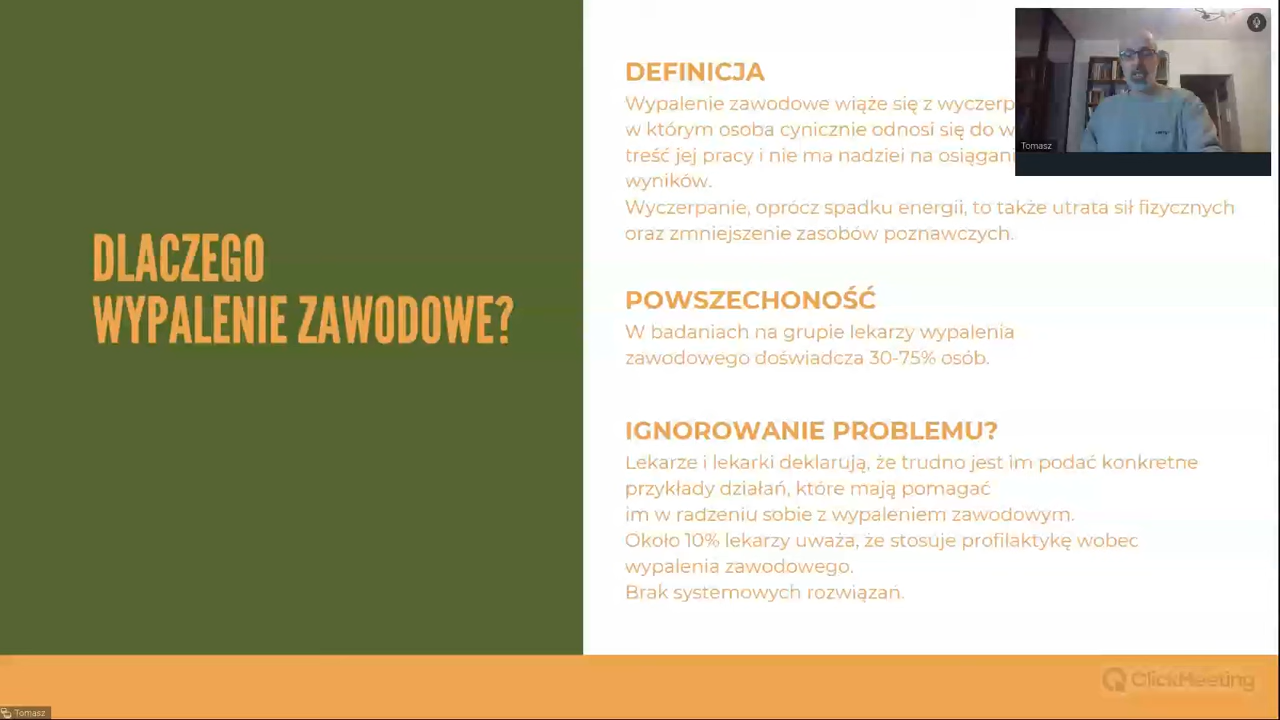 DLACZEGO
WYPALENIE ZAWODOWE?
DEFINICJA
Wypalenie zawodowe wiąże się z
w którym osoba cynicznie odnosi się do
treść jej pracy i nie ma nadziei na
wyników.
Wyczerpanie, oprócz spadku energii, to także utrata sił fizycznych
oraz zmniejszenie zasobów poznawczych.
POWSZECHONOŚĆ
W badaniach na grupie lekarzy wypalenia
zawodowego doświadcza 30-75% osób.
IGNOROWANIE PROBLEMU?
Lekarze i lekarki deklarują, że trudno jest im podać konkretne
przykłady działań, które mają pomagać
im w radzeniu sobie z wypaleniem zawodowym.
Około 10% lekarzy uważa, że stosuje profilaktykę wobec
wypalenia zawodowego.
Brak systemowych rozwiązań.
Tomasz
ClickMeeting
Tomasz